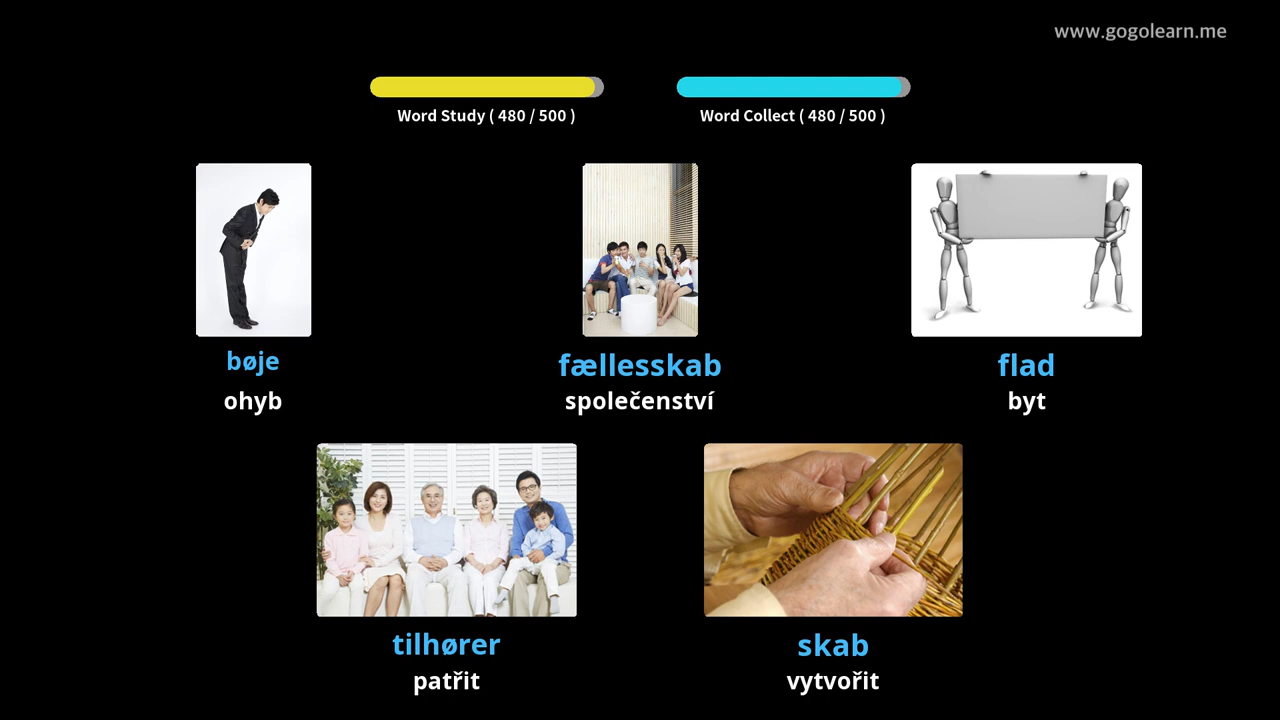 www.gogolearn.me
Word Study ( 480 / 500 )
Word Collect ( 480 / 500 )
bøje
ohyb
fællesskab
společenství
flad
byt
tilhører
patřit
skab
vytvořit